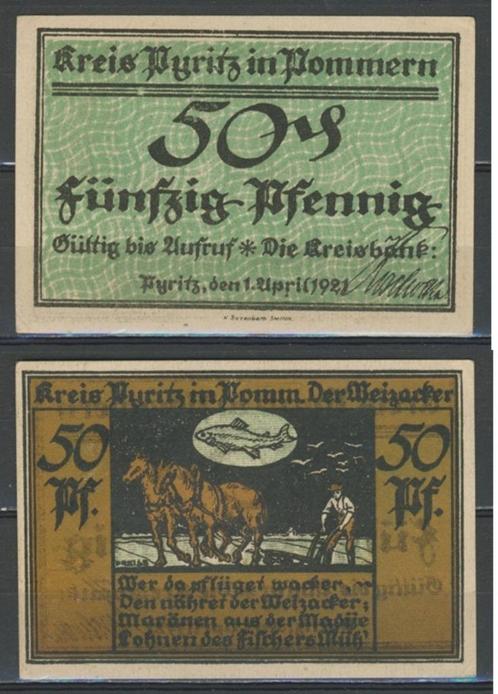 Kreis Pyritz in Pommern
50 ₰
Fünfzig Pfennig
Gültig bis Aufruf * Die Kreisbank:
Pyritz, den 1. April 1921
Kreis Pyritz in Pomm. Der Weizacker
50 Pf.
50 Pf.
Wer da pflüget wacker,
Den nähret der Weizacker;
Maränen aus der Madüje
Lohnen des Fischers Müh'